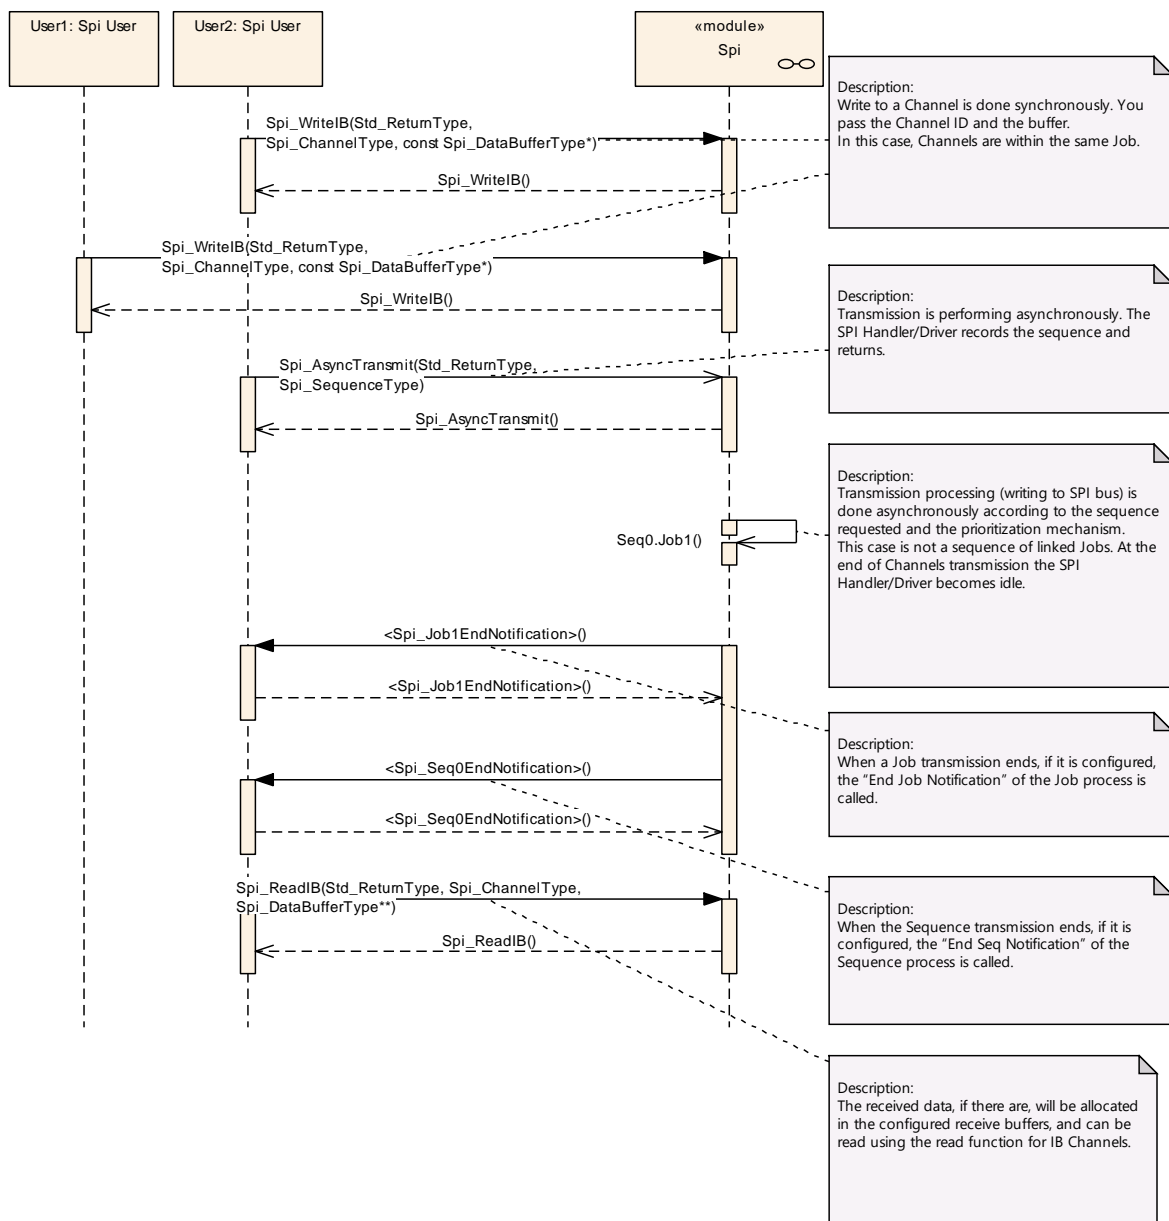 User1: Spi User
User2: Spi User
«module»
Spi
Description:
Write to a Channel is done synchronously. You
pass the Channel ID and the buffer.
In this case, Channels are within the same Job.
Spi_WriteIB(Std_ReturnType,
Spi_ChannelType, const Spi_DataBufferType*)
Spi_WriteIB()
Spi_WriteIB(Std_ReturnType,
Spi_ChannelType, const Spi_DataBufferType*)
Spi_WriteIB()
Description:
Transmission is performing asynchronously. The
SPI Handler/Driver records the sequence and
returns.
Spi_AsyncTransmit(Std_ReturnType,
Spi_SequenceType)
Spi_AsyncTransmit()
Description:
Transmission processing (writing to SPI bus) is
done asynchronously according to the sequence
requested and the prioritization mechanism.
This case is not a sequence of linked Jobs. At the
end of Channels transmission the SPI
Handler/Driver becomes idle.
Seq0.Job1()
<Spi_Job1EndNotification>()
<Spi_Job1EndNotification>()
Description:
When a Job transmission ends, if it is configured,
the "End Job Notification" of the Job process is
called.
<Spi_Seq0EndNotification>()
<Spi_Seq0EndNotification>()
Spi_ReadIB(Std_ReturnType, Spi_ChannelType,
Spi_DataBufferType**)
Spi_ReadIB()
Description:
When the Sequence transmission ends, if it is
configured, the "End Seq Notification" of the
Sequence process is called.
Description:
The received data, if there are, will be allocated
in the configured receive buffers, and can be
read using the read function for IB Channels.